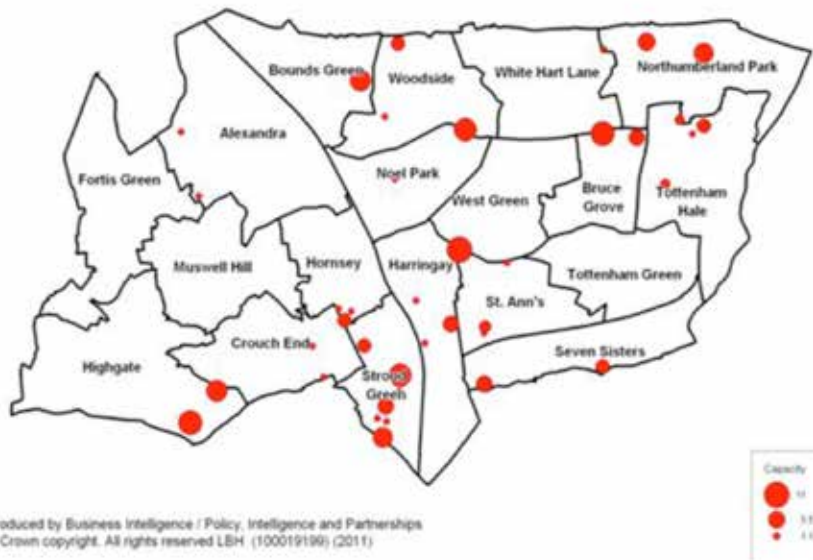 Bounds Green
Woodside
White Hart Lane
Northumberland Park
Alexandra
Fortis Green
Noel Park
West Green
Bruce
Grove
Tottenham
Hale
Muswell Hill
Hornsey
Harringay
St. Ann's
Tottenham Green
Highgate
Crouch End
Stroud
Green
Seven Sisters
Capacity
oduced by Business Intelligence / Policy, Intelligence and Partnerships
Crown copyright. All rights reserved LBH (100019199) (2011)